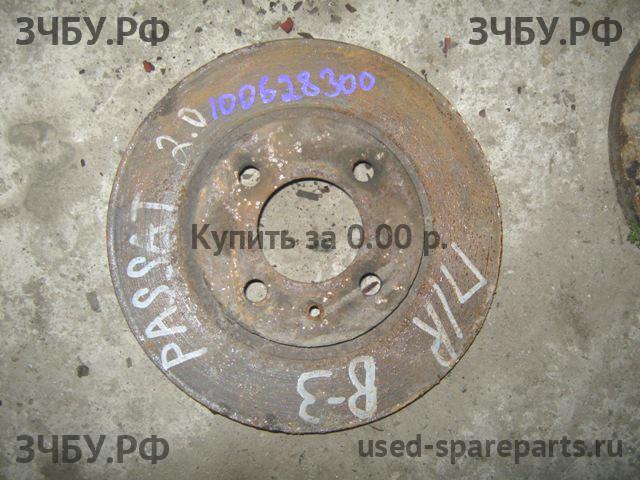 ЗЧБУ.РФ
ЗЧБУ.РФ
100628300
PASSAT 2.0
Купить за 0.00 р.
П/R
B-3
ЗЧБУ.РФ
used-spareparts.ru